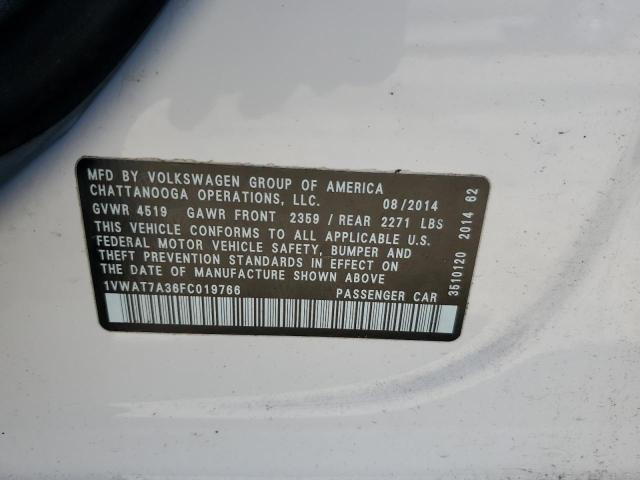 MFD BY VOLKSWAGEN GROUP OF AMERICA
CHATTANOOGA OPERATIONS, LLC. 08/2014
GVWR 4519 GAWR FRONT 2359 / REAR 2271 LBS
THIS VEHICLE CONFORMS TO ALL APPLICABLE U.S.
FEDERAL MOTOR VEHICLE SAFETY, BUMPER AND
THEFT PREVENTION STANDARDS IN EFFECT ON
THE DATE OF MANUFACTURE SHOWN ABOVE
1VWAT7A36FC019766 PASSENGER CAR
3510120 2014 62